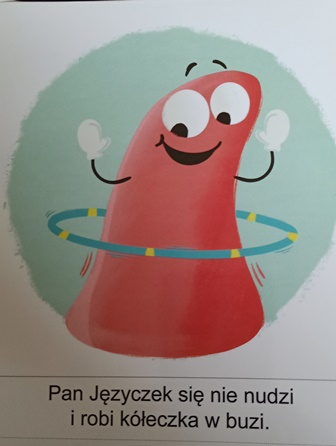 Pan Języczek się nie nudzi
i robi kółeczka w buzi.